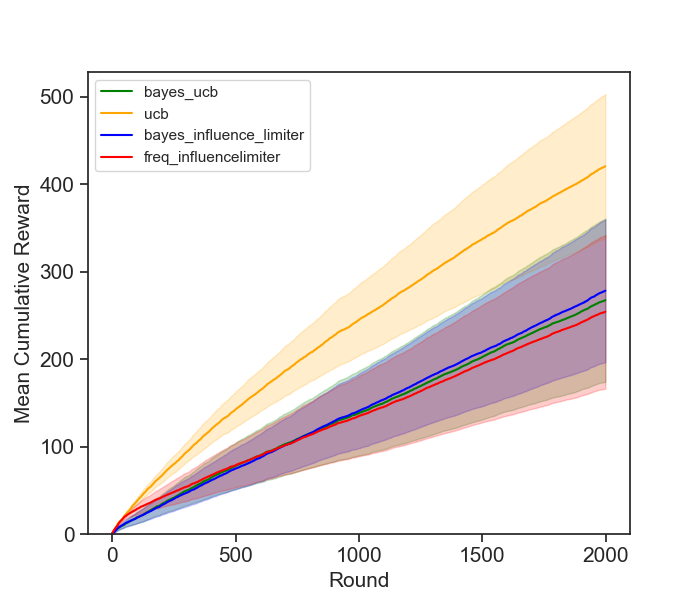 bayes_ucb
ucb
bayes_influence_limiter
freq_influencelimiter
Mean Cumulative Reward
500
400
300
200
100
0
0 500 1000 1500 2000
Round